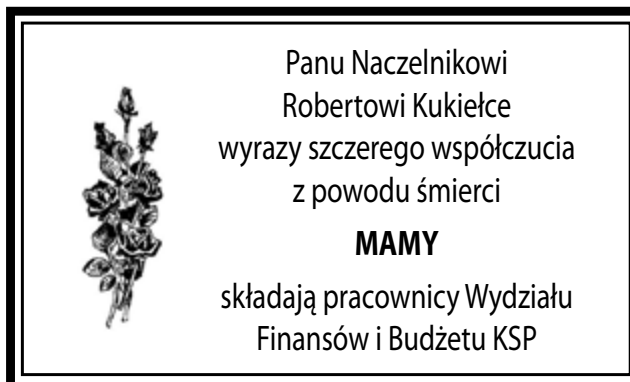 Panu Naczelnikowi
Robertowi Kukiełce
wyrazy szczerego współczucia
z powodu śmierci
MAMY
składają pracownicy Wydziału
Finansów i Budżetu KSP